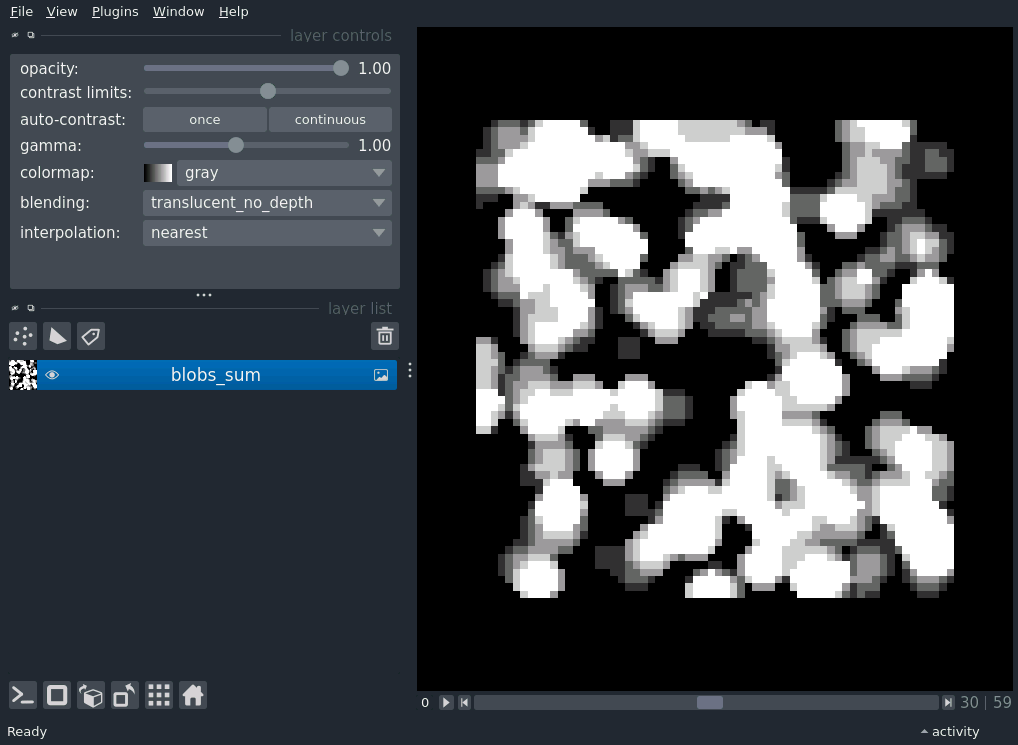 File View Plugins Window Help
layer controls
opacity: 1.00
contrast limits:
auto-contrast: once continuous
gamma: 1.00
colormap: gray
blending: translucent_no_depth
interpolation: nearest
layer list
blobs_sum
0 30 | 59
Ready activity